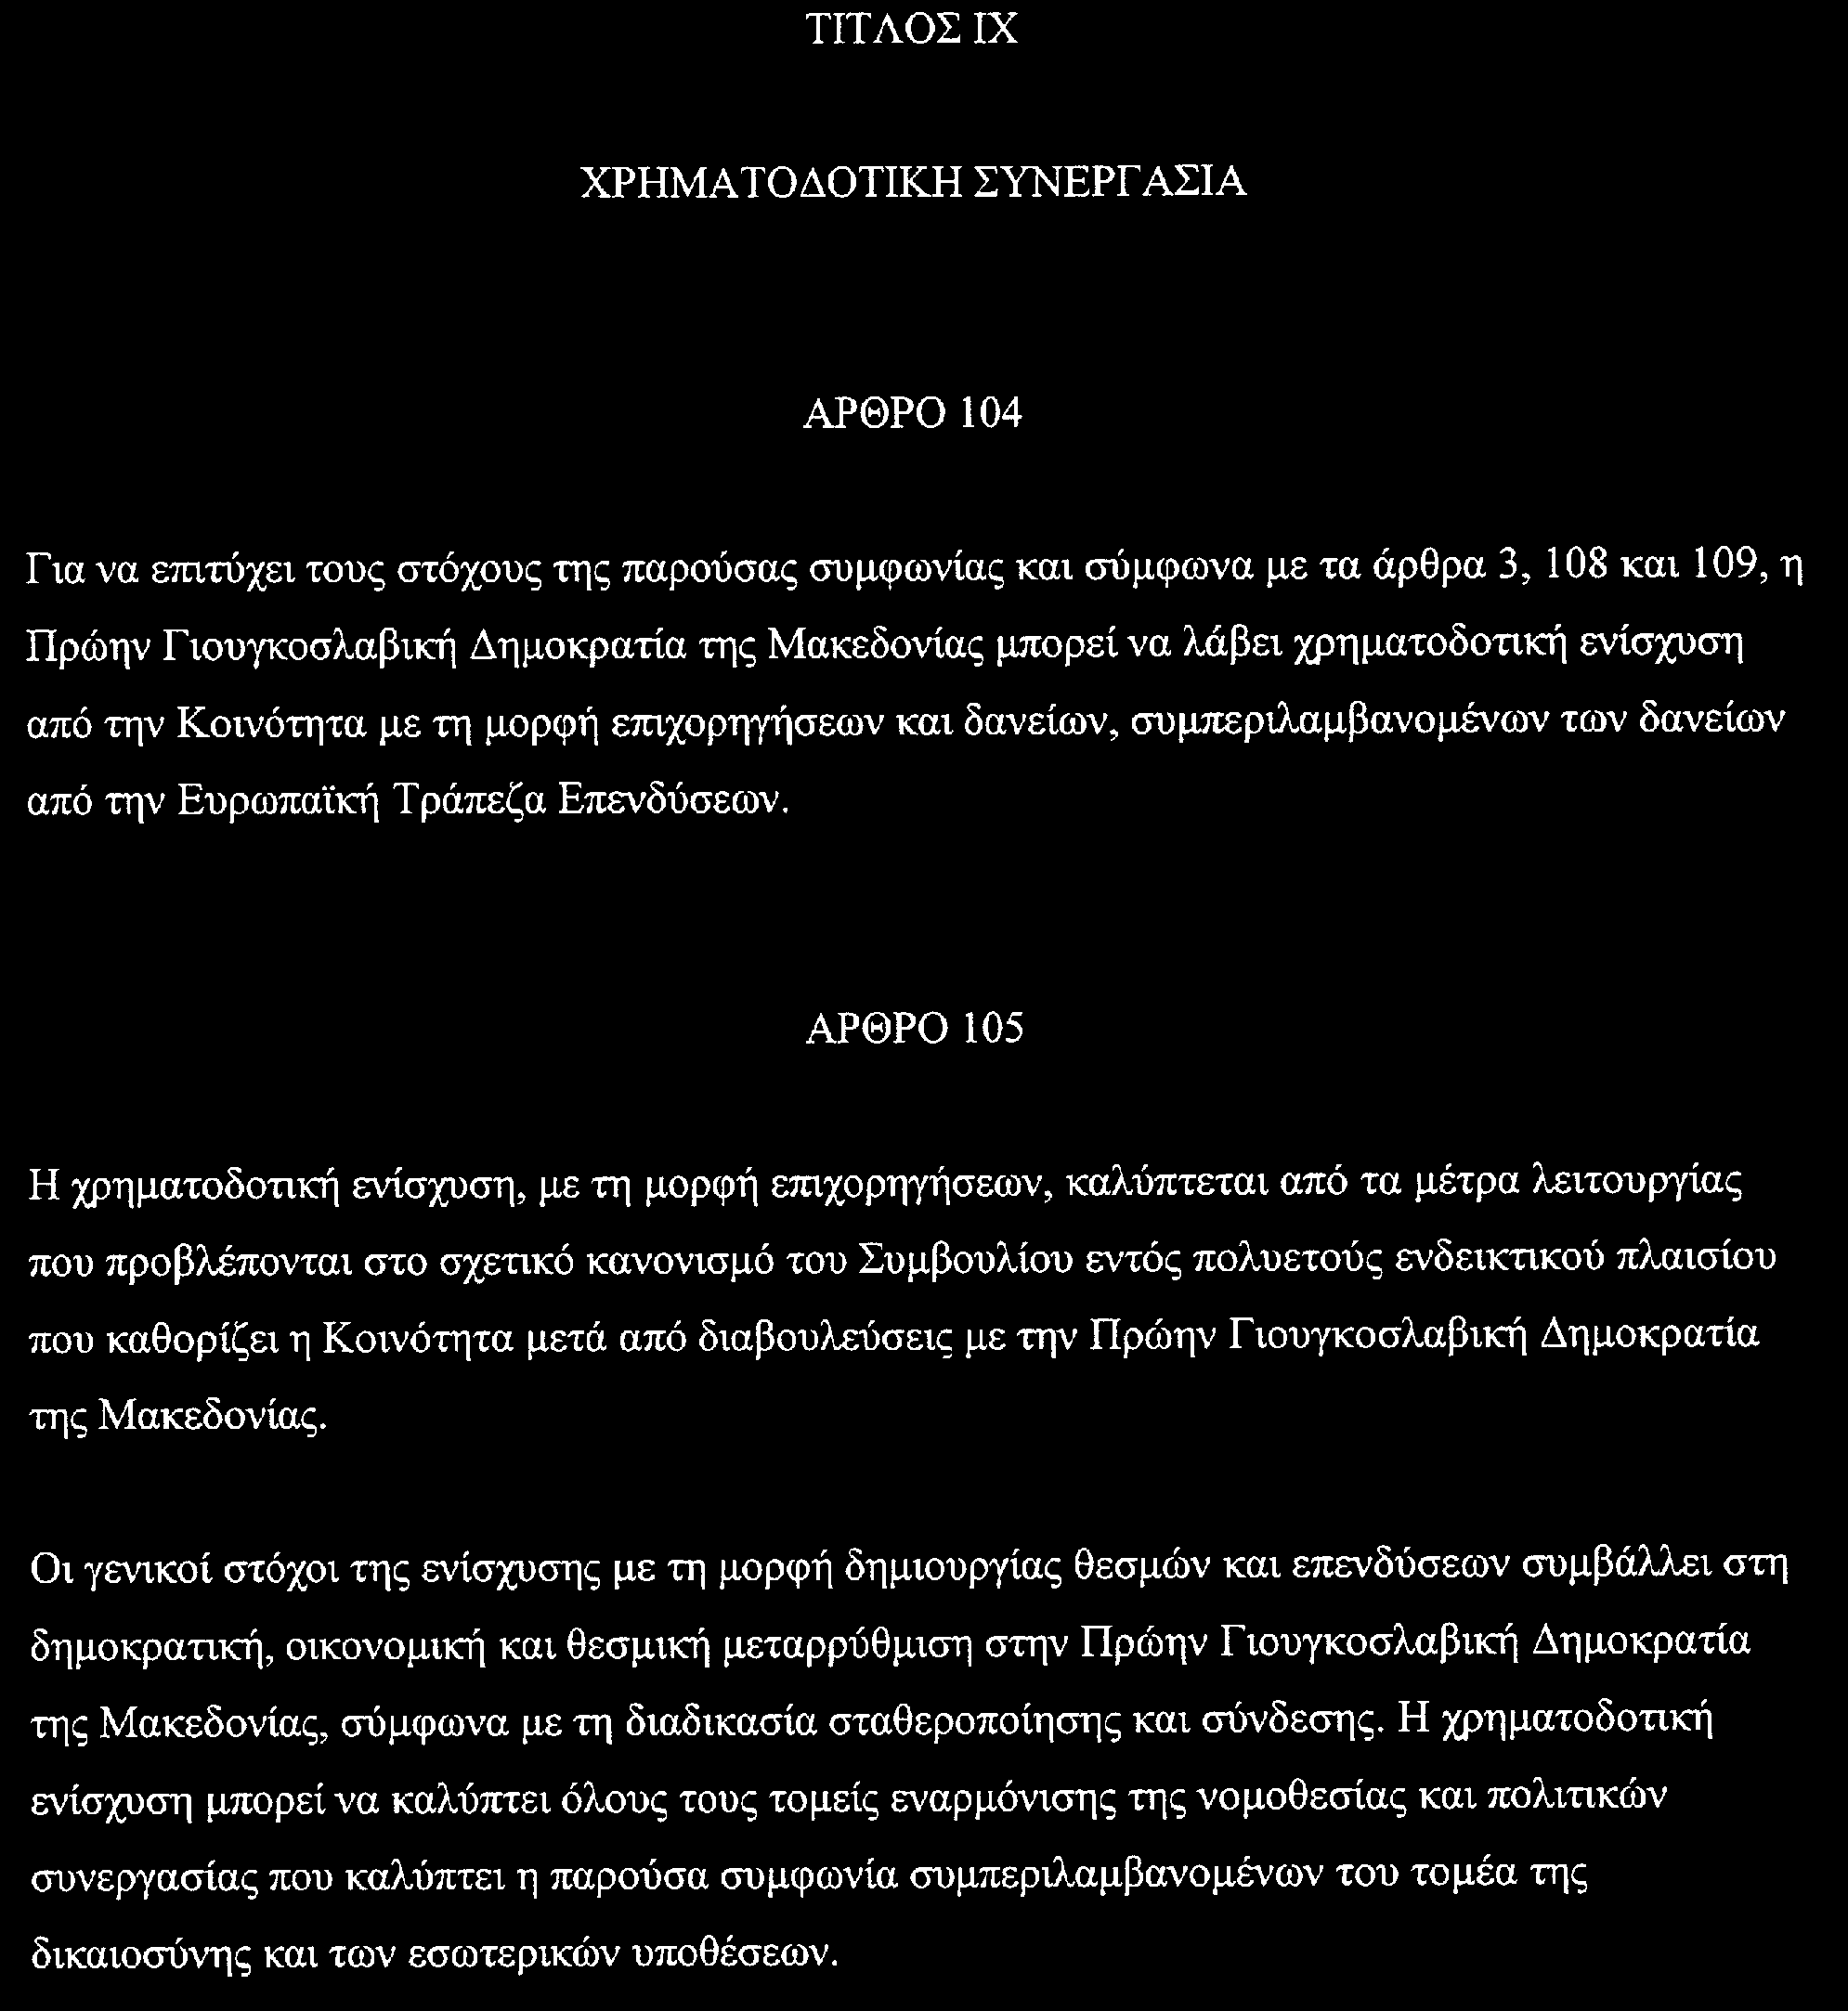 ΤΙΤΛΟΣ ΙΧ
ΧΡΗΜΑΤΟΔΟΤΙΚΗ ΣΥΝΕΡΓΑΣΙΑ
ΑΡΘΡΟ 104
Για να επιτύχει τους στόχους της παρούσας συμφωνίας και σύμφωνα με τα άρθρα 3, 108 και 109, η
Πρώην Γιουγκοσλαβική Δημοκρατία της Μακεδονίας μπορεί να λάβει χρηματοδοτική ενίσχυση
από την Κοινότητα με τη μορφή επιχορηγήσεων και δανείων, συμπεριλαμβανομένων των δανείων
από την Ευρωπαϊκή Τράπεζα Επενδύσεων.
ΑΡΘΡΟ 105
Η χρηματοδοτική ενίσχυση, με τη μορφή επιχορηγήσεων, καλύπτεται από τα μέτρα λειτουργίας
που προβλέπονται στο σχετικό κανονισμό του Συμβουλίου εντός πολυετούς ενδεικτικού πλαισίου
που καθορίζει η Κοινότητα μετά από διαβουλεύσεις με την Πρώην Γιουγκοσλαβική Δημοκρατία
της Μακεδονίας.
Οι γενικοί στόχοι της ενίσχυσης με τη μορφή δημιουργίας θεσμών και επενδύσεων συμβάλλει στη
δημοκρατική, οικονομική και θεσμική μεταρρύθμιση στην Πρώην Γιουγκοσλαβική Δημοκρατία
της Μακεδονίας, σύμφωνα με τη διαδικασία σταθεροποίησης και σύνδεσης. Η χρηματοδοτική
ενίσχυση μπορεί να καλύπτει όλους τους τομείς εναρμόνισης της νομοθεσίας και πολιτικών
συνεργασίας που καλύπτει η παρούσα συμφωνία συμπεριλαμβανομένων του τομέα της
δικαιοσύνης και των εσωτερικών υποθέσεων.